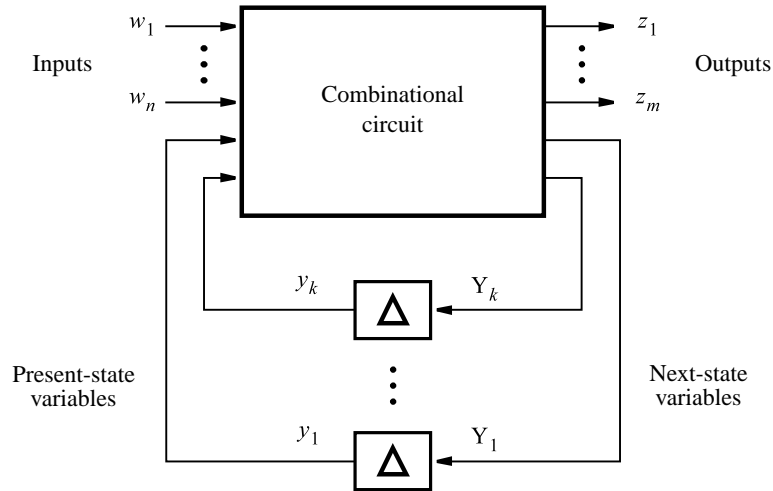 w1
z1
Inputs
Outputs
wn
zm
Combinational
circuit
yk
Δ
Yk
Present-state
variables
Next-state
variables
y1
Δ
Y1